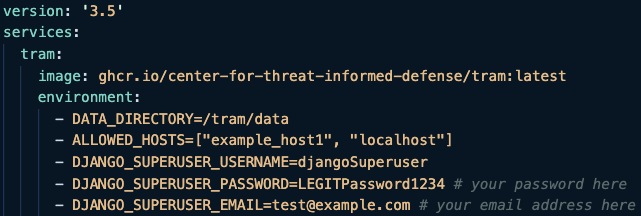 version: '3.5'
services:
  tram:
    image: ghcr.io/center-for-threat-informed-defense/tram:latest
    environment:
      - DATA_DIRECTORY=/tram/data
      - ALLOWED_HOSTS=["example_host1", "localhost"]
      - DJANGO_SUPERUSER_USERNAME=djangoSuperuser
      - DJANGO_SUPERUSER_PASSWORD=LEGITPassword1234 # your password here
      - DJANGO_SUPERUSER_EMAIL=test@example.com # your email address here